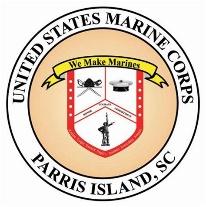 UNITED STATES MARINE CORPS
We Make Marines
PARRIS ISLAND, SC